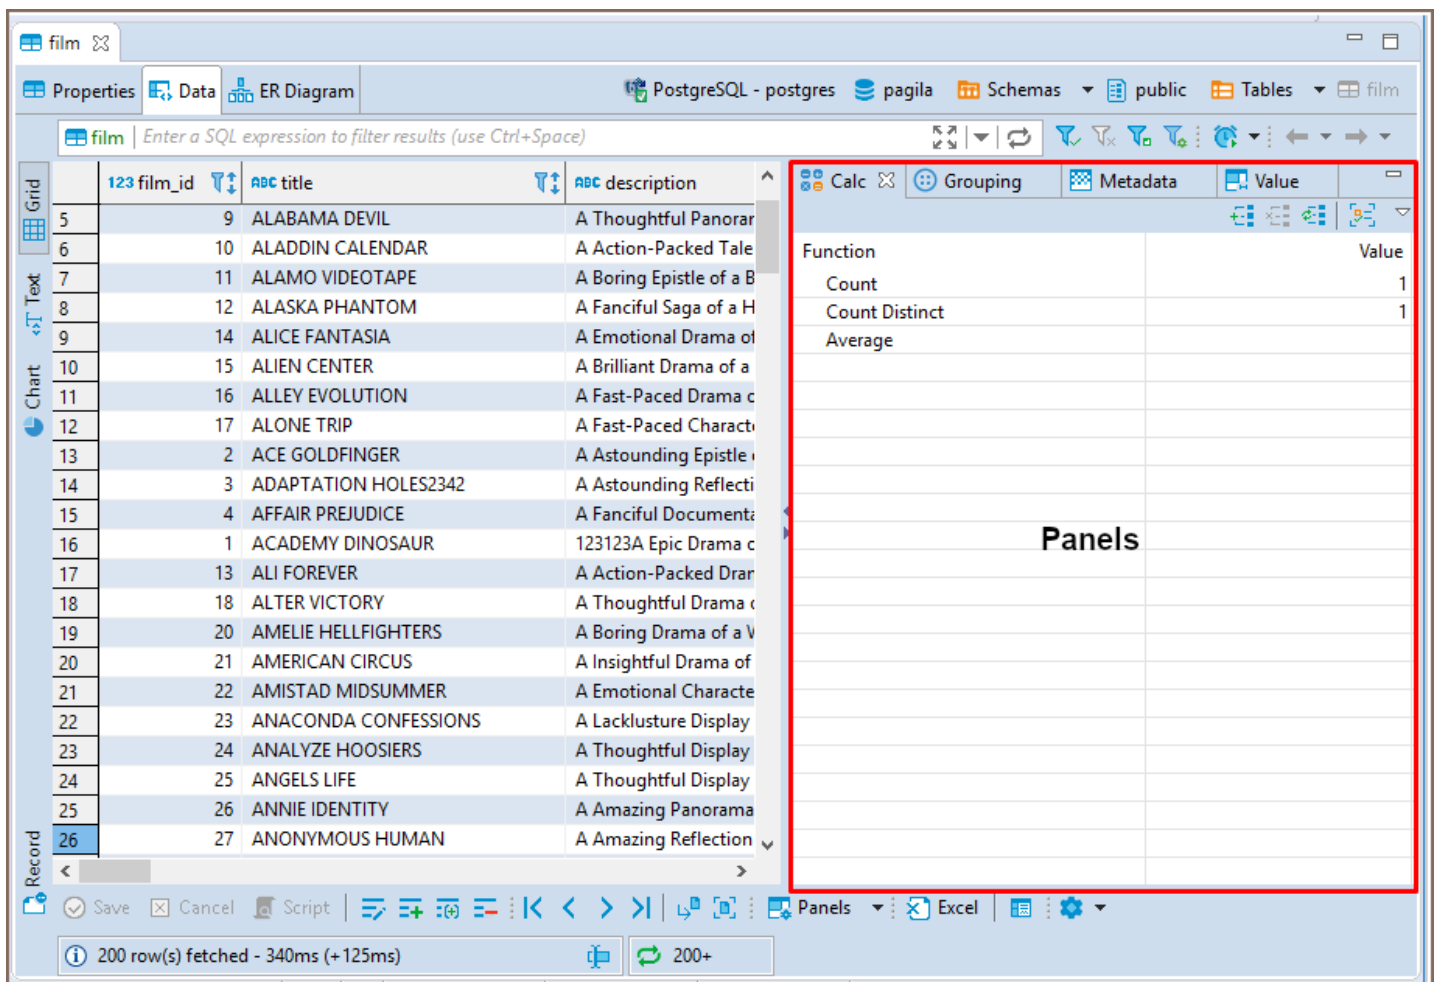 film
Properties Data ER Diagram PostgreSQL - postgres pagila Schemas public Tables film
film Enter a SQL expression to filter results (use Ctrl+Space)
Grid
Text
Chart
Record
123 film_id ABC title ABC description
5 9 ALABAMA DEVIL A Thoughtful Panorar
6 10 ALADDIN CALENDAR A Action-Packed Tale
7 11 ALAMO VIDEOTAPE A Boring Epistle of a B
8 12 ALASKA PHANTOM A Fanciful Saga of a H
9 14 ALICE FANTASIA A Emotional Drama of
10 15 ALIEN CENTER A Brilliant Drama of a
11 16 ALLEY EVOLUTION A Fast-Paced Drama c
12 17 ALONE TRIP A Fast-Paced Characte
13 2 ACE GOLDFINGER A Astounding Epistle
14 3 ADAPTATION HOLES2342 A Astounding Reflecti
15 4 AFFAIR PREJUDICE A Fanciful Documenta
16 1 ACADEMY DINOSAUR 123123A Epic Drama c
17 13 ALI FOREVER A Action-Packed Drar
18 18 ALTER VICTORY A Thoughtful Drama
19 20 AMELIE HELLFIGHTERS A Boring Drama of a W
20 21 AMERICAN CIRCUS A Insightful Drama of
21 22 AMISTAD MIDSUMMER A Emotional Characte
22 23 ANACONDA CONFESSIONS A Lacklusture Display
23 24 ANALYZE HOOSIERS A Thoughtful Display
24 25 ANGELS LIFE A Thoughtful Display
25 26 ANNIE IDENTITY A Amazing Panorama
26 27 ANONYMOUS HUMAN A Amazing Reflection
Calc Grouping Metadata Value
Function Value
Count 1
Count Distinct 1
Average
Panels
Save Cancel Script Panels Excel
200 row(s) fetched - 340ms (+125ms) 200+